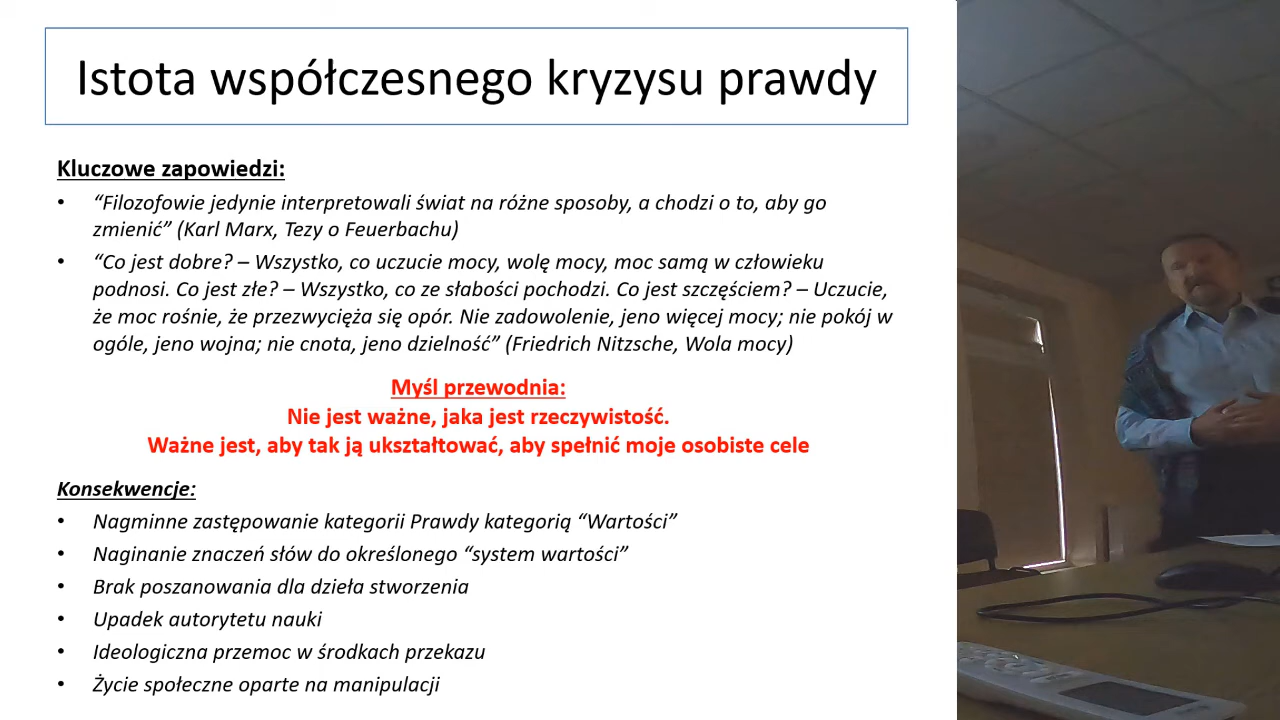 Istota współczesnego kryzysu prawdy
Kluczowe zapowiedzi:
• “Filozofowie jedynie interpretowali świat na różne sposoby, a chodzi o to, aby go
zmienić” (Karl Marx, Tezy o Feuerbachu)
• “Co jest dobre? – Wszystko, co uczucie mocy, wolę mocy, moc samą w człowieku
podnosi. Co jest złe? – Wszystko, co ze słabości pochodzi. Co jest szczęściem? – Uczucie,
że moc rośnie, że przezwycięża się opór. Nie zadowolenie, jeno więcej mocy; nie pokój w
ogóle, jeno wojna; nie cnota, jeno dzielność” (Friedrich Nitzsche, Wola mocy)
Myśl przewodnia:
Nie jest ważne, jaka jest rzeczywistość.
Ważne jest, aby tak ją ukształtować, aby spełnić moje osobiste cele
Konsekwencje:
• Nagminne zastępowanie kategorii Prawdy kategorią “Wartości”
• Naginanie znaczeń słów do określonego “system wartości”
• Brak poszanowania dla dzieła stworzenia
• Upadek autorytetu nauki
• Ideologiczna przemoc w środkach przekazu
• Życie społeczne oparte na manipulacji